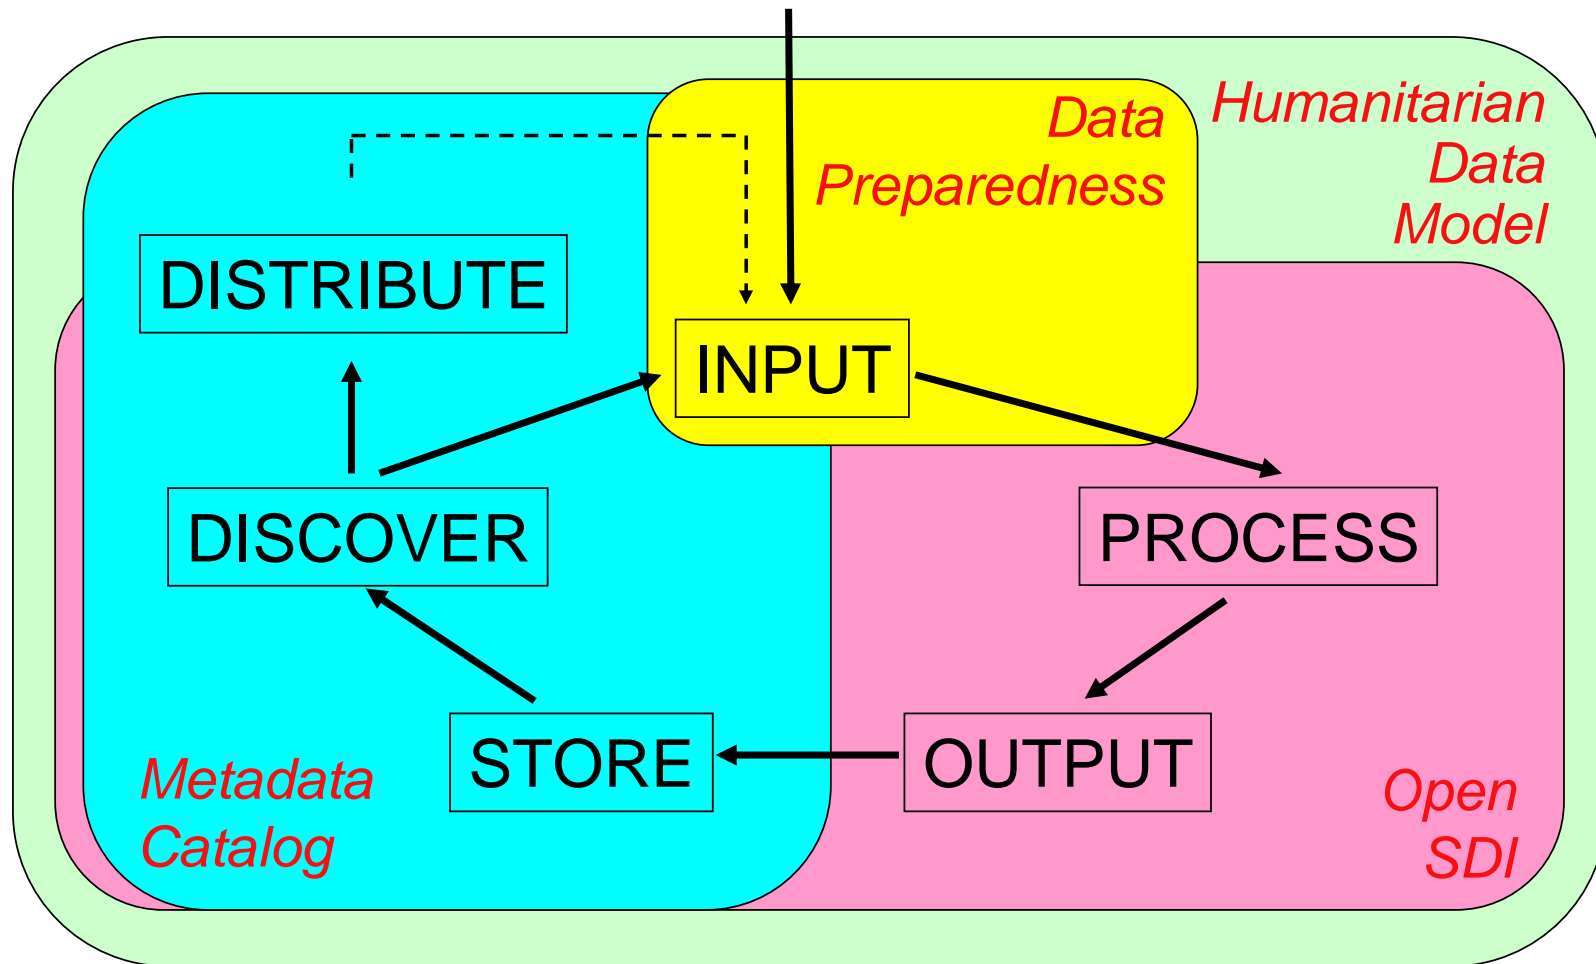 Humanitarian
Data
Model
Data
Preparedness
DISTRIBUTE
INPUT
DISCOVER
PROCESS
STORE
OUTPUT
Metadata
Catalog
Open
SDI